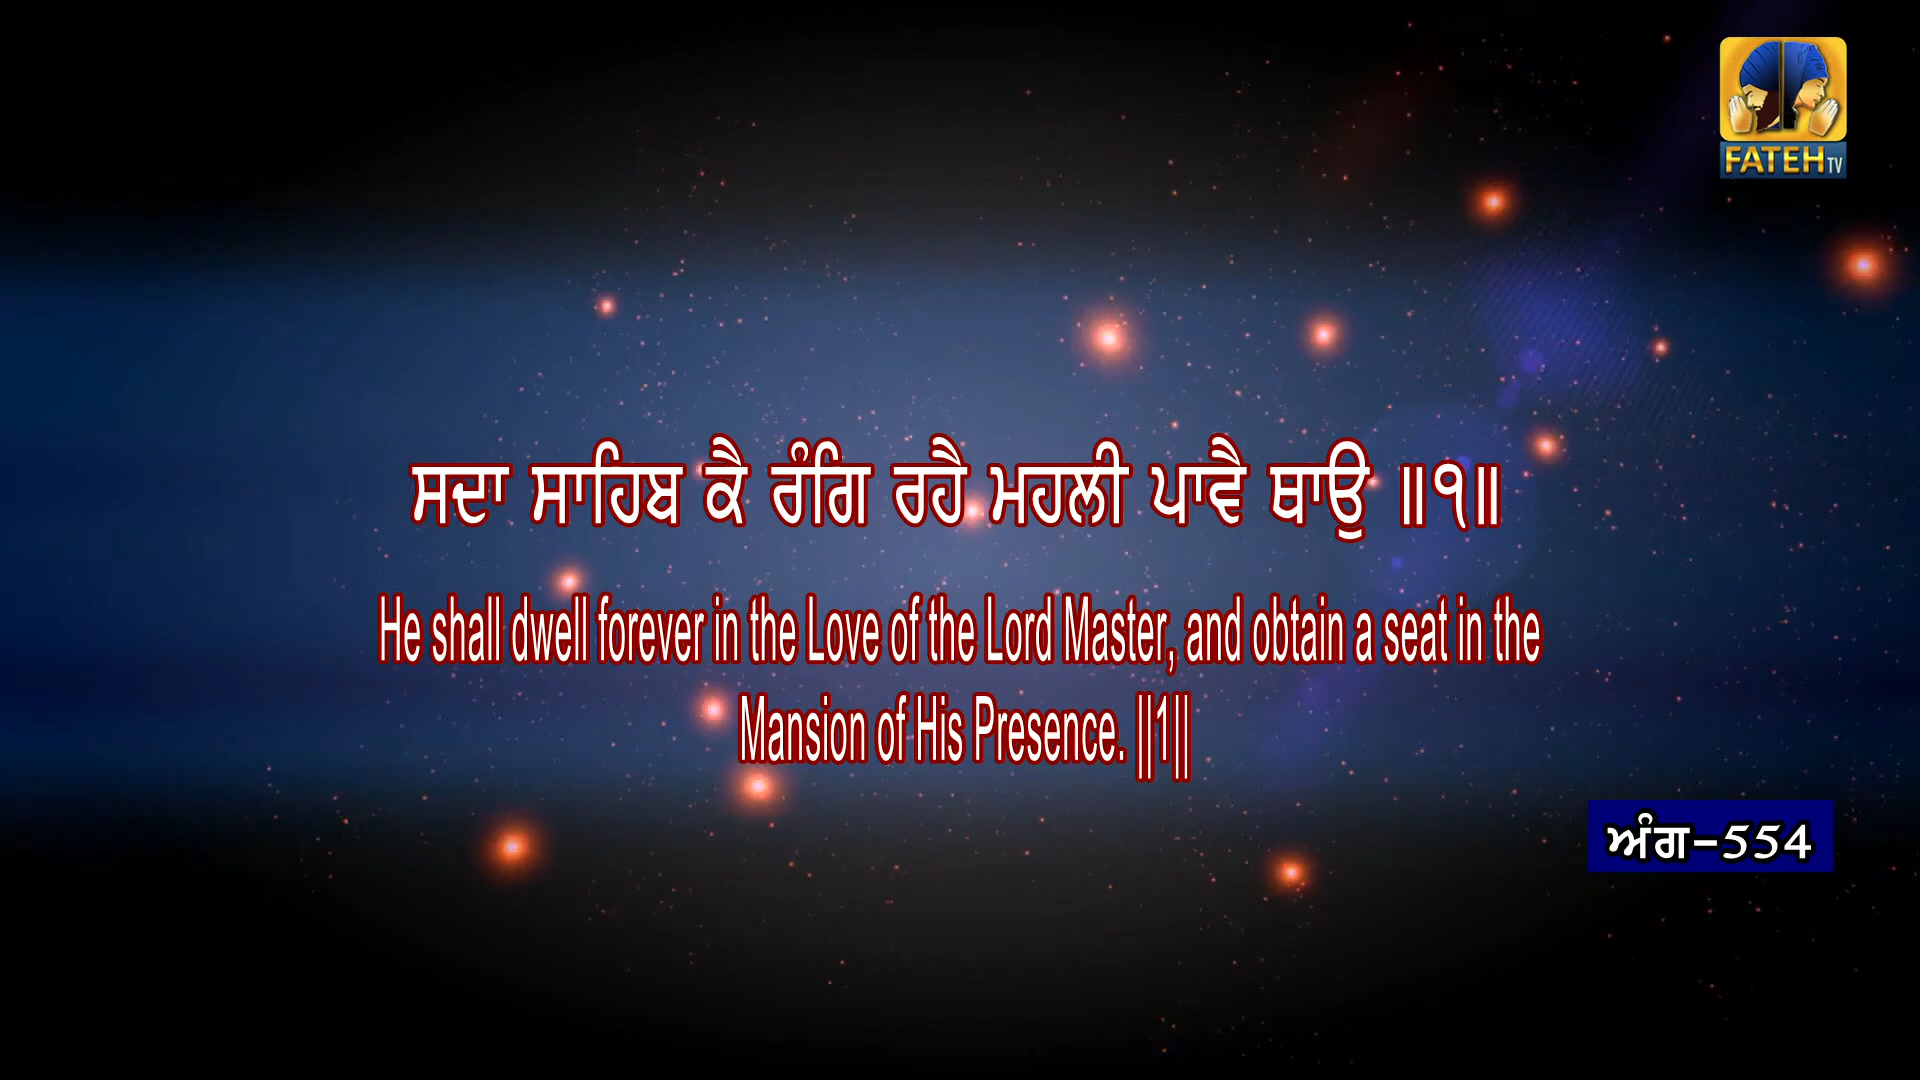 FATEH TV
ਸਦਾ ਸਾਹਿਬ ਕੈ ਰੰਗਿ ਰਹੈ ਮਹਲੀ ਪਾਵੈ ਥਾਉ ॥੧॥
He shall dwell forever in the Love of the Lord Master, and obtain a seat in the
Mansion of His Presence. ||1||
ਅੰਗ-554